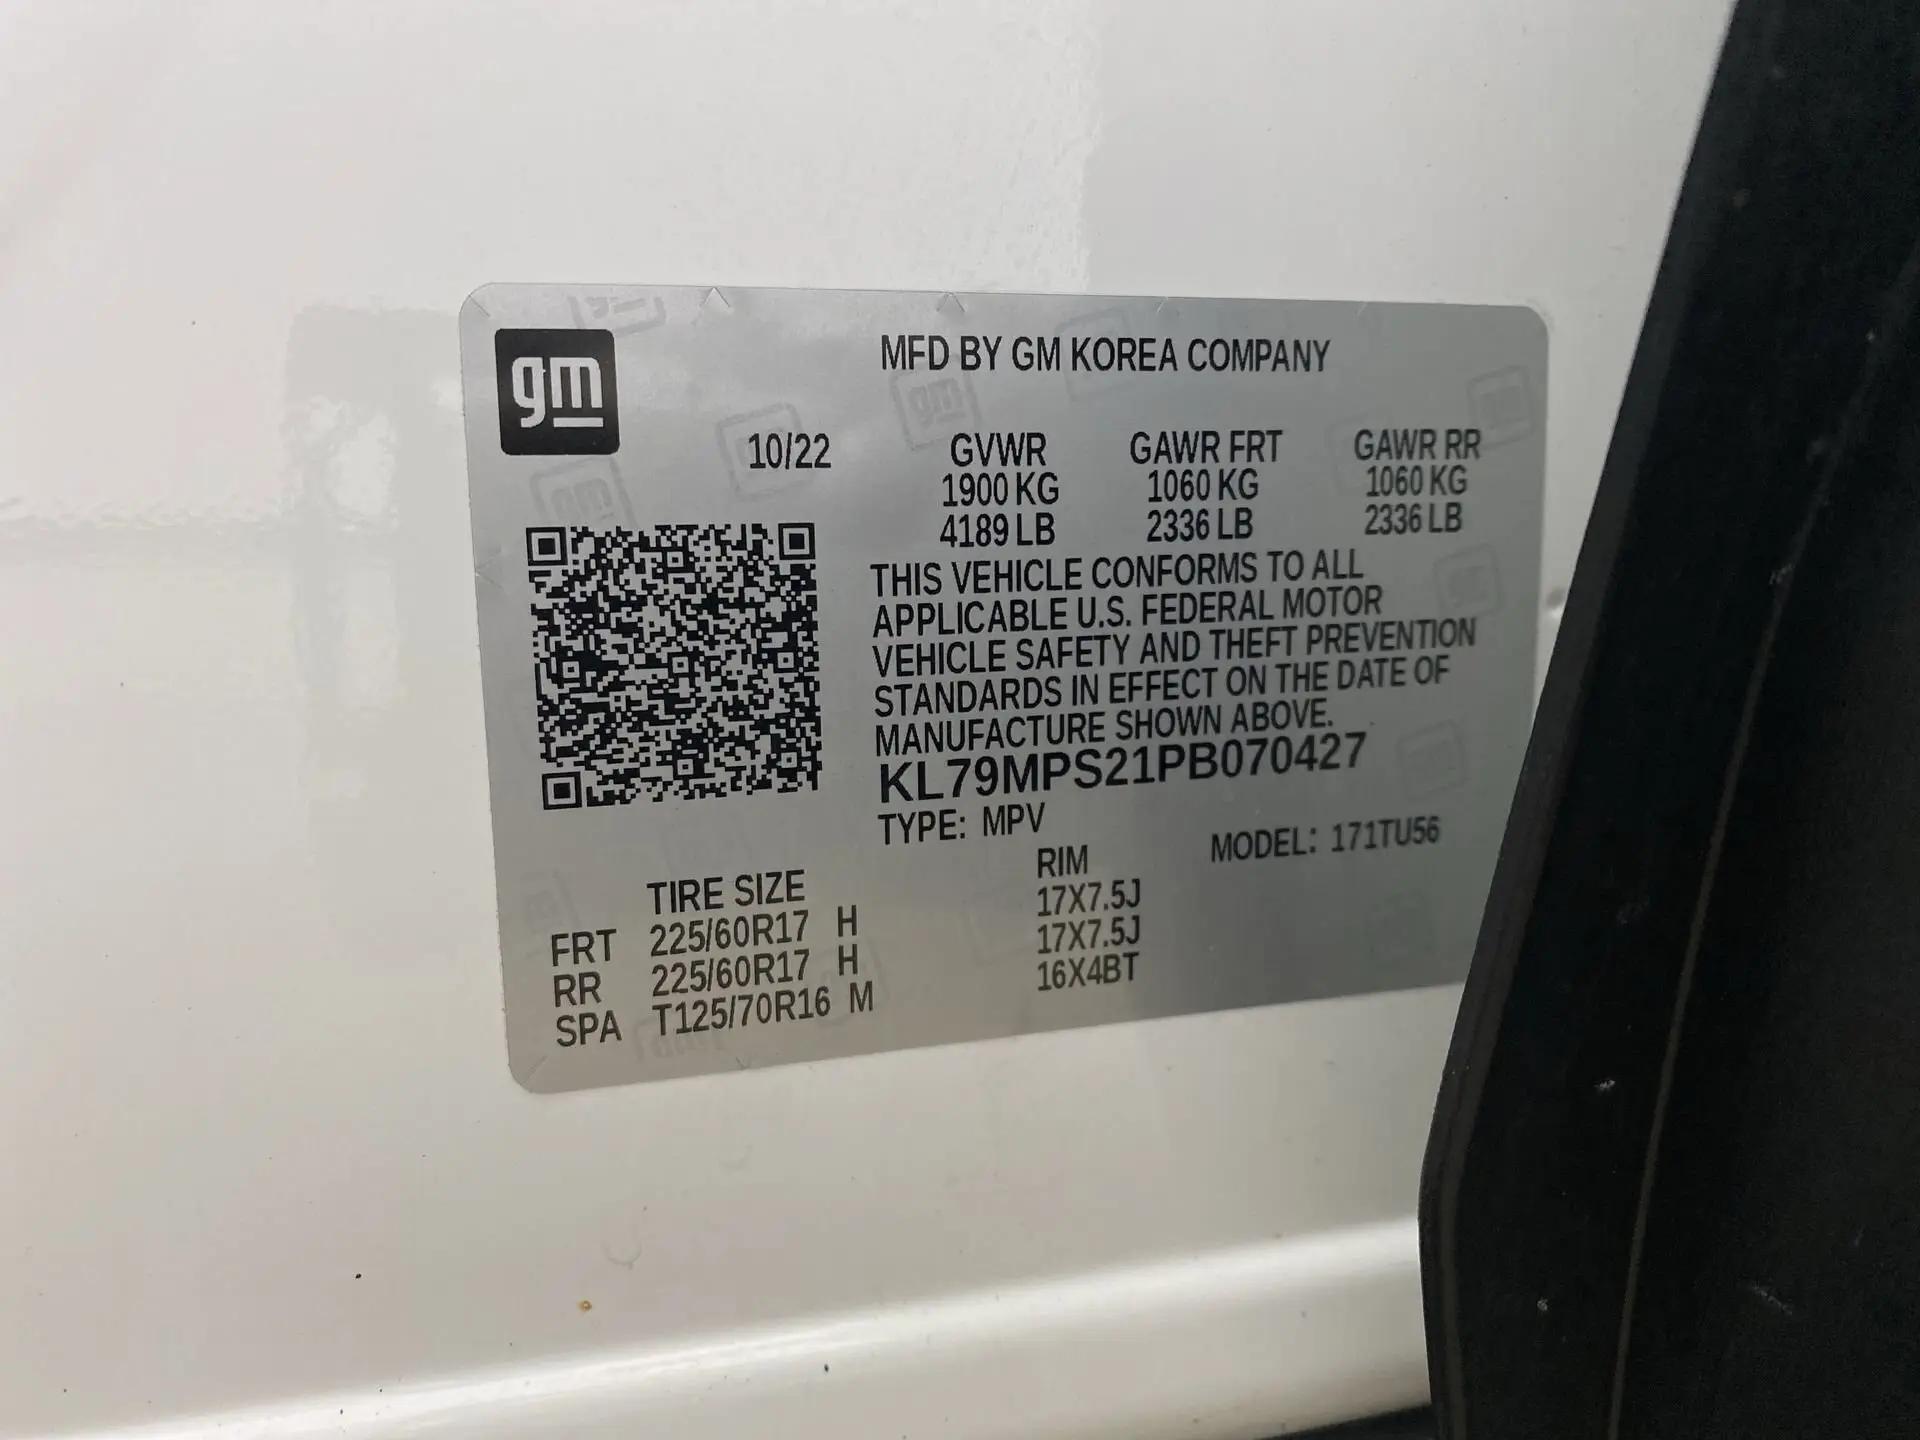 gm
MFD BY GM KOREA COMPANY
10/22 GVWR GAWR FRT GAWR RR
1900 KG 1060 KG 1060 KG
4189 LB 2336 LB 2336 LB
THIS VEHICLE CONFORMS TO ALL
APPLICABLE U.S. FEDERAL MOTOR
VEHICLE SAFETY AND THEFT PREVENTION
STANDARDS IN EFFECT ON THE DATE OF
MANUFACTURE SHOWN ABOVE.
KL79MPS21PB070427
TYPE: MPV MODEL: 171TU56
TIRE SIZE RIM
FRT 225/60R17 H 17X7.5J
RR 225/60R17 H 17X7.5J
SPA T125/70R16 M 16X4BT